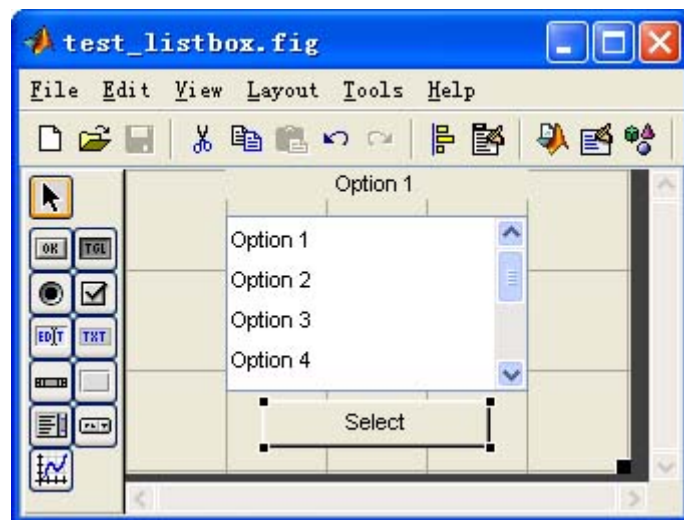 test_listbox.fig
File Edit View Layout Tools Help
Option 1
OK TGL
Option 1
Option 2
EDIT TXT
Option 3
Option 4
Select